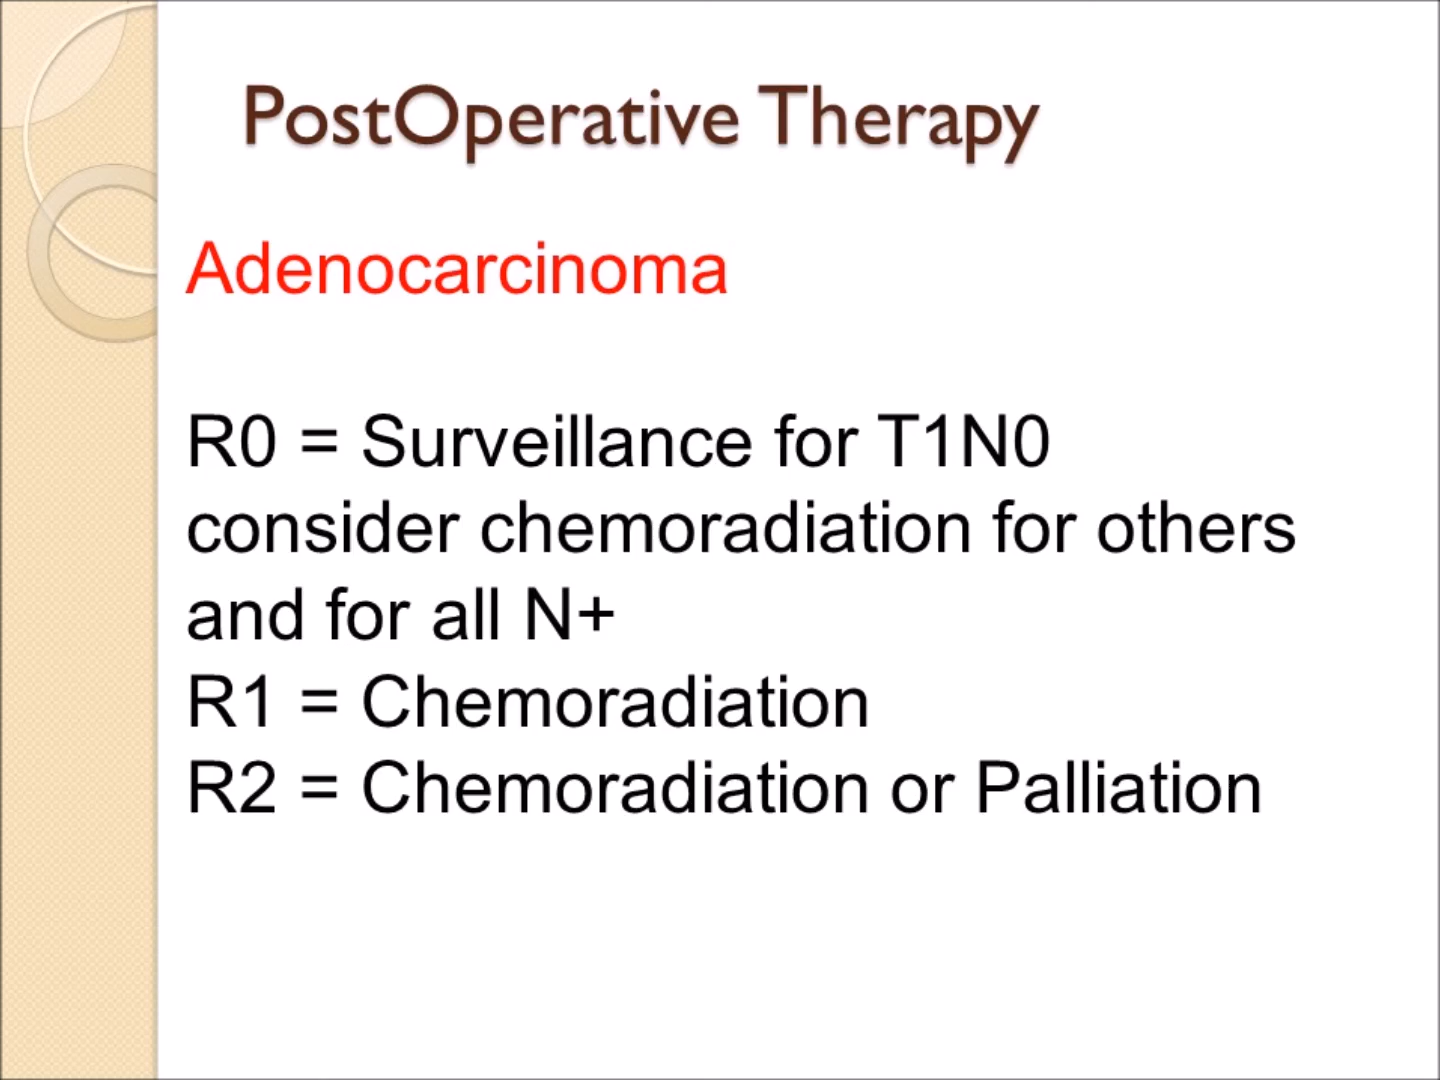 PostOperative Therapy
Adenocarcinoma
R0 = Surveillance for T1N0
consider chemoradiation for others
and for all N+
R1 = Chemoradiation
R2 = Chemoradiation or Palliation